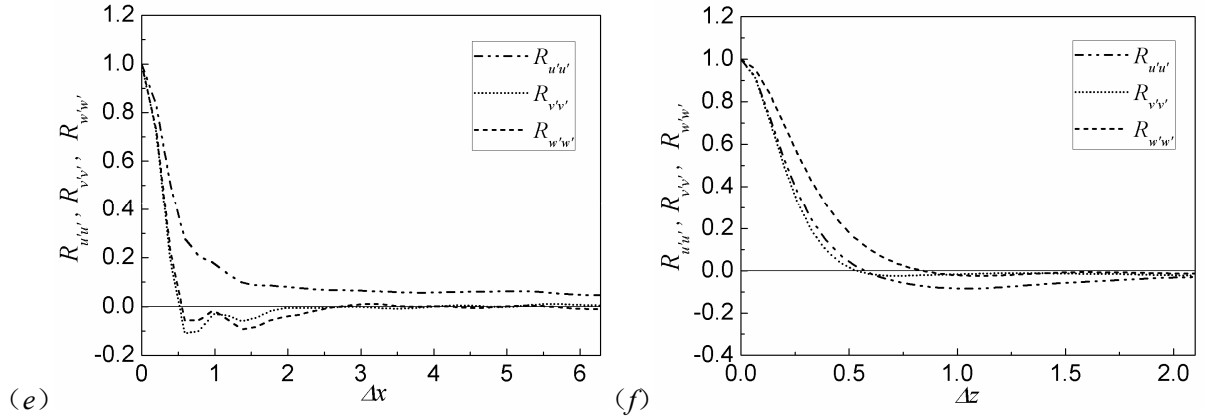 1.2
1.0
0.8
0.6
0.4
0.2
0.0
-0.2
R_{u'u'}, R_{v'v'}, R_{w'w'}
R_{u'u'}
R_{v'v'}
R_{w'w'}
0 1 2 3 4 5 6
Δx
(e)
1.2
1.0
0.8
0.6
0.4
0.2
0.0
-0.2
-0.4
R_{u'u'}, R_{v'v'}, R_{w'w'}
R_{u'u'}
R_{v'v'}
R_{w'w'}
0.0 0.5 1.0 1.5 2.0
Δz
(f)